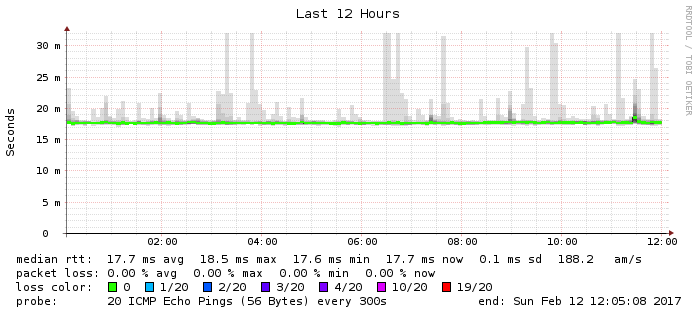 Last 12 Hours
RRDTOOL / TOBI OETIKER
Seconds
30 m
25 m
20 m
15 m
10 m
5 m
0
02:00 04:00 06:00 08:00 10:00 12:00
median rtt: 17.7 ms avg 18.5 ms max 17.6 ms min 17.7 ms now 0.1 ms sd 188.2 am/s
packet loss: 0.00 % avg 0.00 % max 0.00 % min 0.00 % now
loss color: 0 1/20 2/20 3/20 4/20 10/20 19/20
probe: 20 ICMP Echo Pings (56 Bytes) every 300s end: Sun Feb 12 12:05:08 2017